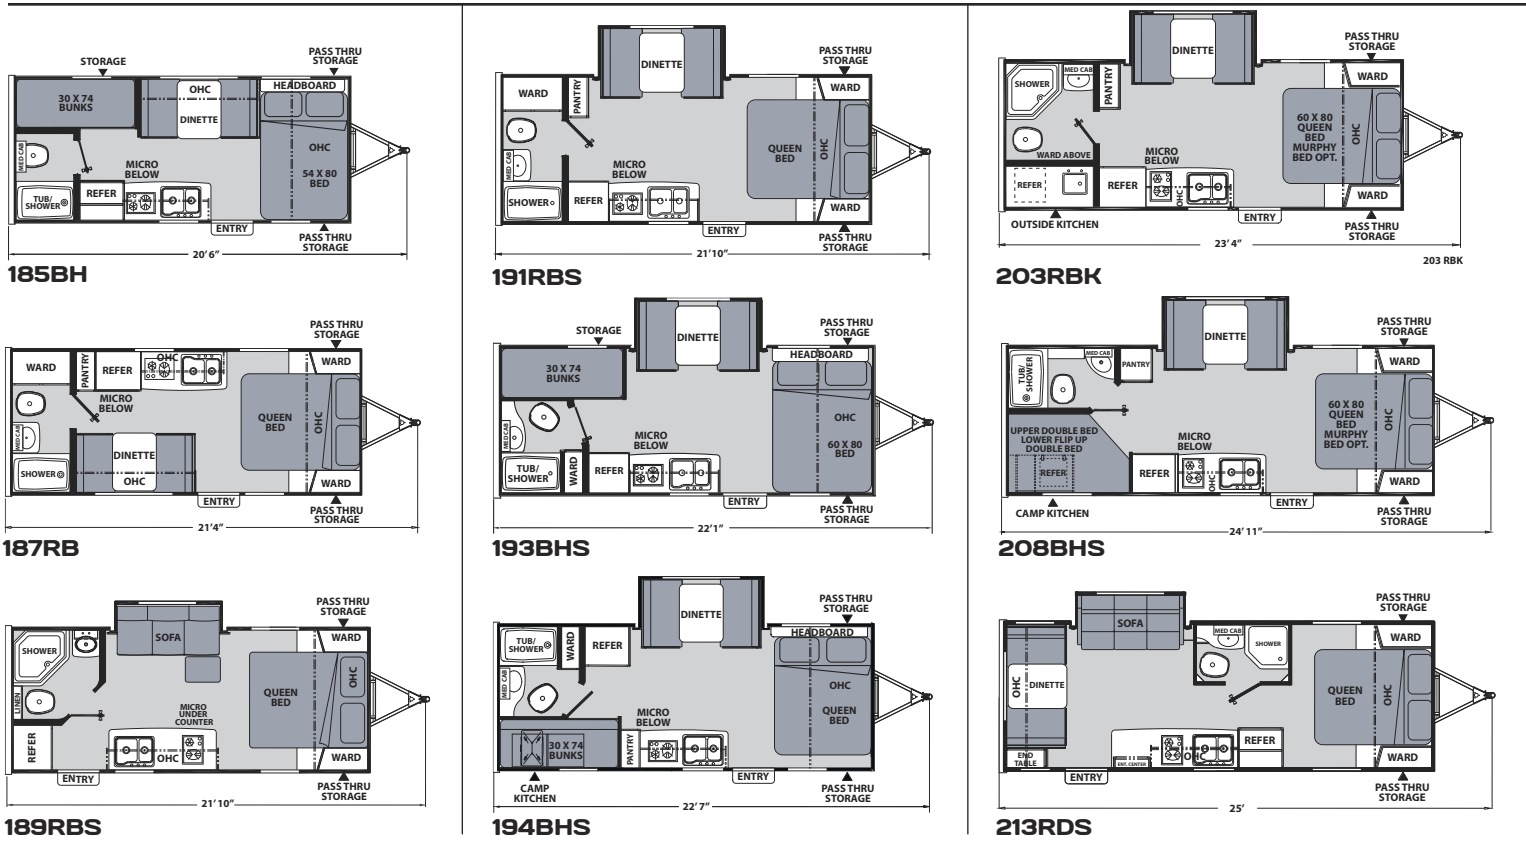 STORAGE
PASS THRU
STORAGE
HEADBOARD
30 X 74
BUNKS
OHC
DINETTE
OHC
54 X 80
BED
MED CAB
MICRO
BELOW
TUB/
SHOWER
REFER
ENTRY
PASS THRU
STORAGE
20' 6"
185BH
PASS THRU
STORAGE
WARD
PANTRY
REFER
OHC
WARD
MICRO
BELOW
QUEEN
BED
OHC
MED CAB
DINETTE
OHC
SHOWER
WARD
ENTRY
PASS THRU
STORAGE
21'4"
187RB
PASS THRU
STORAGE
SOFA
WARD
SHOWER
LINEN
QUEEN
BED
OHC
MICRO
UNDER
COUNTER
REFER
OHC
WARD
ENTRY
PASS THRU
STORAGE
21'10"
189RBS
DINETTE
PASS THRU
STORAGE
WARD
PANTRY
WARD
QUEEN
BED
OHC
MED CAB
MICRO
BELOW
SHOWER
REFER
WARD
ENTRY
PASS THRU
STORAGE
21'10"
191RBS
STORAGE
DINETTE
PASS THRU
STORAGE
HEADBOARD
30 X 74
BUNKS
OHC
60 X 80
BED
MED CAB
MICRO
BELOW
TUB/
SHOWER
WARD
REFER
ENTRY
PASS THRU
STORAGE
22'1"
193BHS
DINETTE
PASS THRU
STORAGE
HEADBOARD
TUB/
SHOWER
WARD
REFER
MED CAB
OHC
QUEEN
BED
MICRO
BELOW
30 X 74
BUNKS
PANTRY
ENTRY
CAMP
KITCHEN
PASS THRU
STORAGE
22' 7"
194BHS
DINETTE
PASS THRU
STORAGE
SHOWER
MED CAB
PANTRY
WARD
60 X 80
QUEEN
BED
MURPHY
BED OPT.
OHC
WARD ABOVE
MICRO
BELOW
REFER
REFER
OHC
WARD
OUTSIDE KITCHEN
ENTRY
PASS THRU
STORAGE
23' 4"
203 RBK
203RBK
DINETTE
PASS THRU
STORAGE
TUB/
SHOWER
MED CAB
PANTRY
WARD
60 X 80
QUEEN
BED
MURPHY
BED OPT.
OHC
UPPER DOUBLE BED
LOWER FLIP UP
DOUBLE BED
REFER
MICRO
BELOW
REFER
OHC
WARD
CAMP KITCHEN
ENTRY
PASS THRU
STORAGE
24' 11"
208BHS
SOFA
PASS THRU
STORAGE
MED CAB
SHOWER
WARD
OHC
DINETTE
QUEEN
BED
OHC
END
TABLE
ENT. CENTER
OHC
REFER
WARD
ENTRY
PASS THRU
STORAGE
25'
213RDS